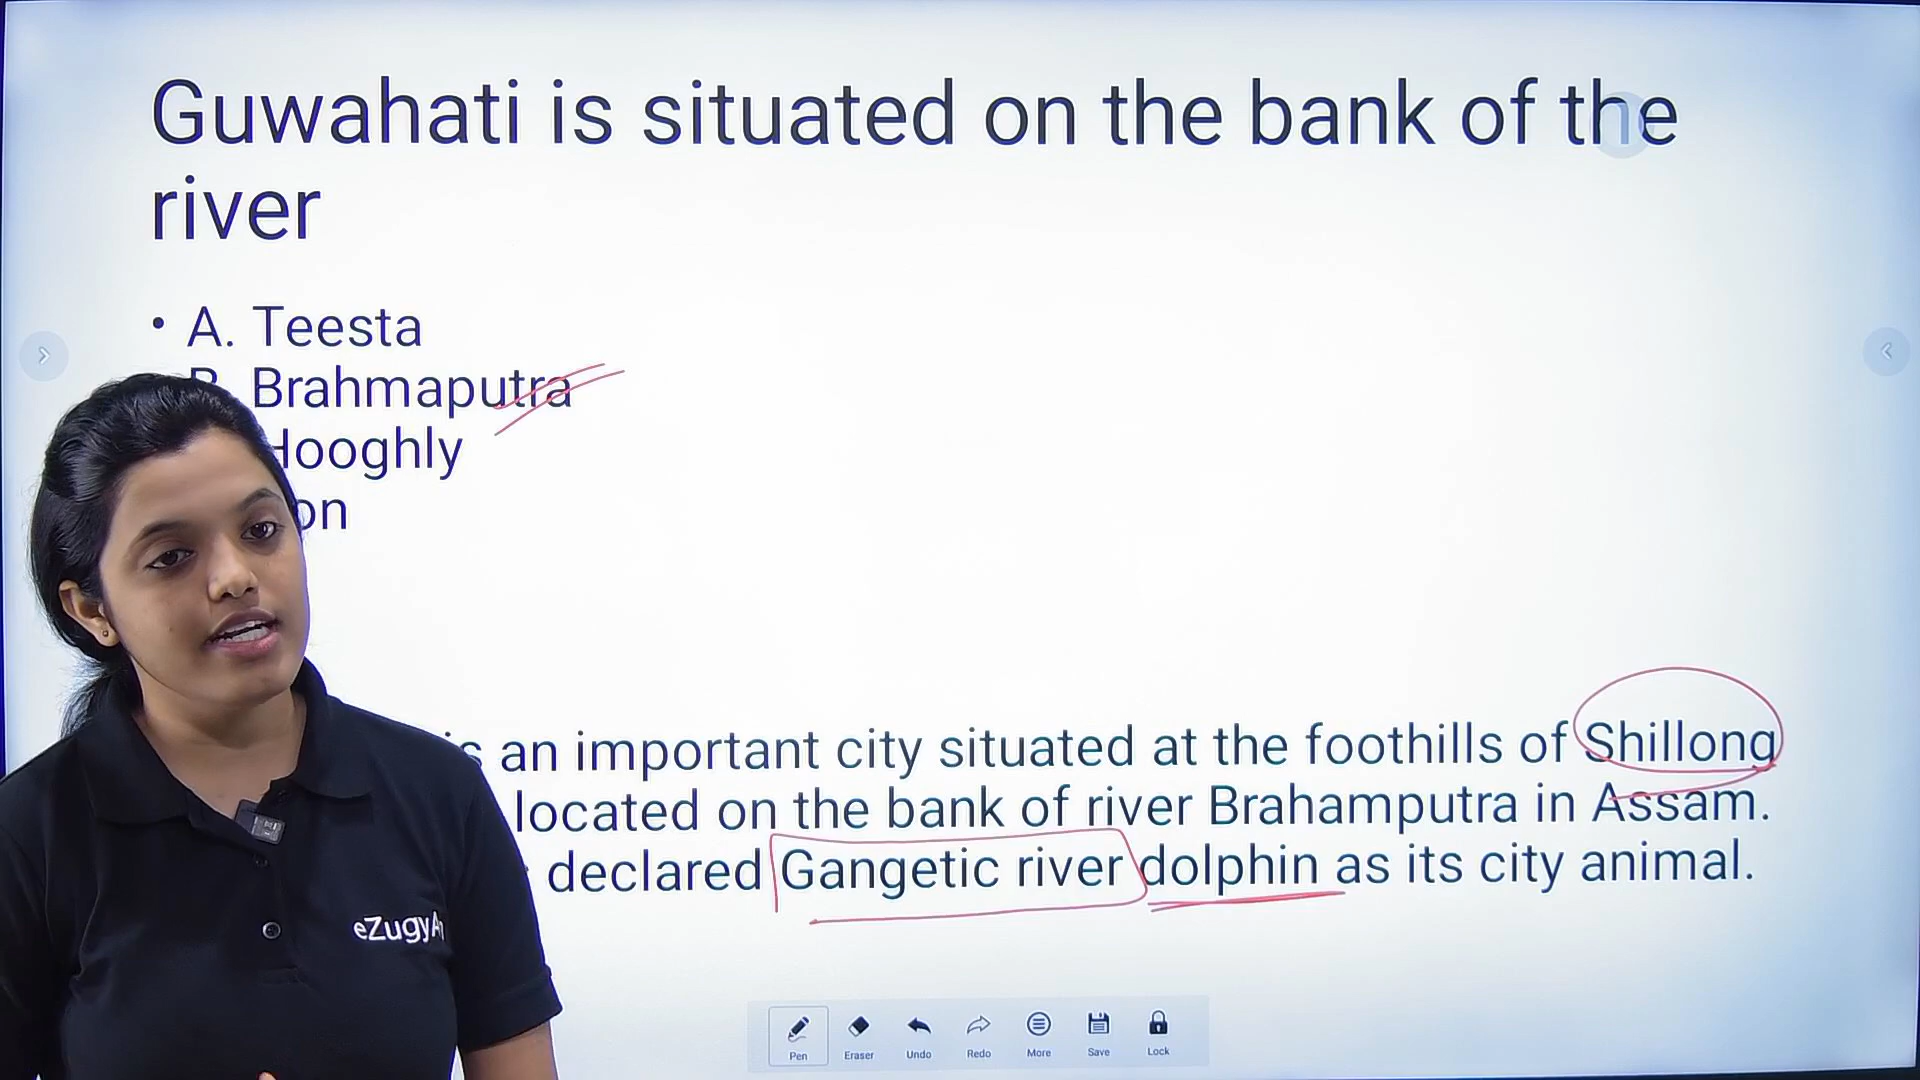 Guwahati is situated on the bank of the
river
• A. Teesta
B. Brahmaputra
Hooghly
on
is an important city situated at the foothills of Shillong
located on the bank of river Brahamputra in Assam.
declared Gangetic river dolphin as its city animal.
eZugyA
Pen Eraser Undo Redo More Save Lock